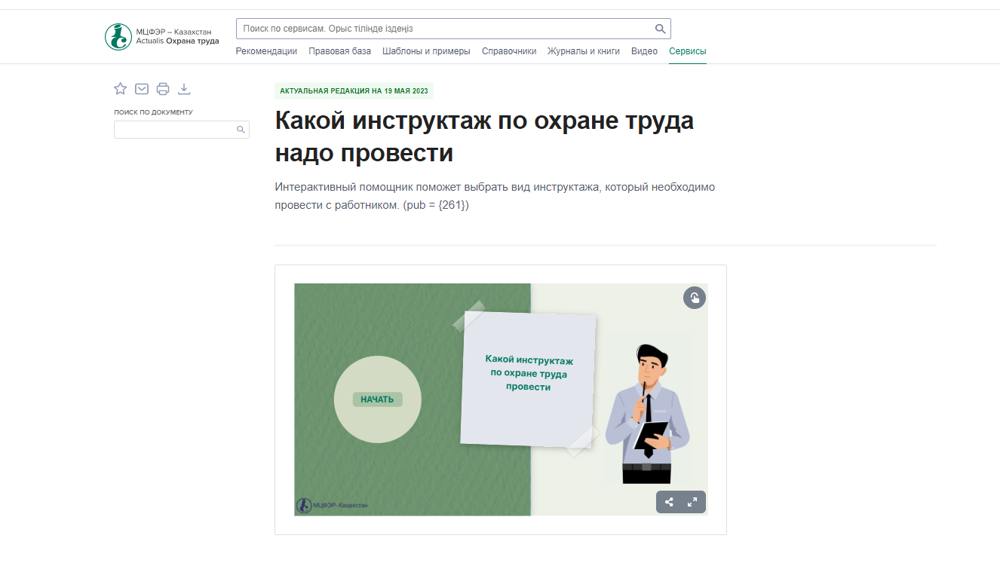 МЦФЭР – Казахстан
Actualis Охрана труда
Поиск по сервисам. Орыс тілінде іздеңіз
Рекомендации Правовая база Шаблоны и примеры Справочники Журналы и книги Видео Сервисы
ПОИСК ПО ДОКУМЕНТУ
АКТУАЛЬНАЯ РЕДАКЦИЯ НА 19 МАЯ 2023
Какой инструктаж по охране труда
надо провести
Интерактивный помощник поможет выбрать вид инструктажа, который необходимо
провести с работником. (pub = {261})
НАЧАТЬ
Какой инструктаж
по охране труда
провести
МЦФЭР-Казахстан